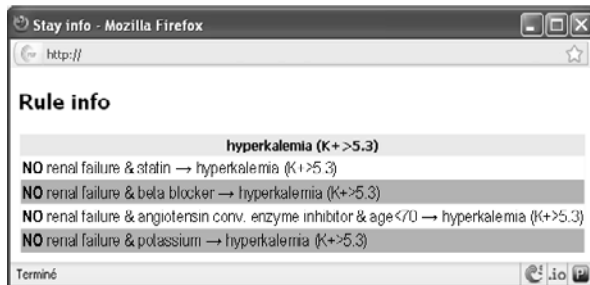 Stay info - Mozilla Firefox
http://
Rule info
hyperkalemia (K+>5.3)
NO renal failure & statin → hyperkalemia (K+>5.3)
NO renal failure & beta blocker → hyperkalemia (K+>5.3)
NO renal failure & angiotensin conv. enzyme inhibitor & age<70 → hyperkalemia (K+>5.3)
NO renal failure & potassium → hyperkalemia (K+>5.3)
Terminé .io P